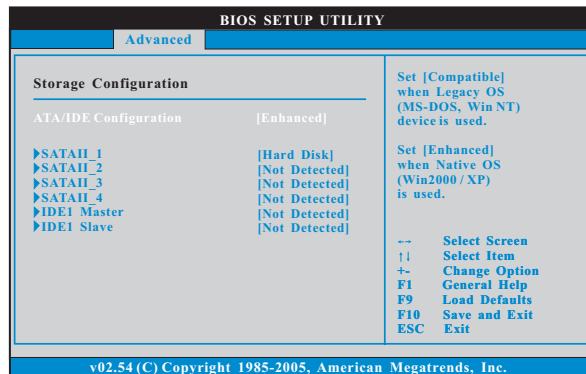 BIOS SETUP UTILITY
Advanced
Storage Configuration
ATA/IDE Configuration [Enhanced]
SATAII_1 [Hard Disk]
SATAII_2 [Not Detected]
SATAII_3 [Not Detected]
SATAII_4 [Not Detected]
IDE1 Master [Not Detected]
IDE1 Slave [Not Detected]
Set [Compatible]
when Legacy OS
(MS-DOS, Win NT)
device is used.
Set [Enhanced]
when Native OS
(Win2000 / XP)
is used.
↔ Select Screen
↑↓ Select Item
+- Change Option
F1 General Help
F9 Load Defaults
F10 Save and Exit
ESC Exit
v02.54 (C) Copyright 1985-2005, American Megatrends, Inc.